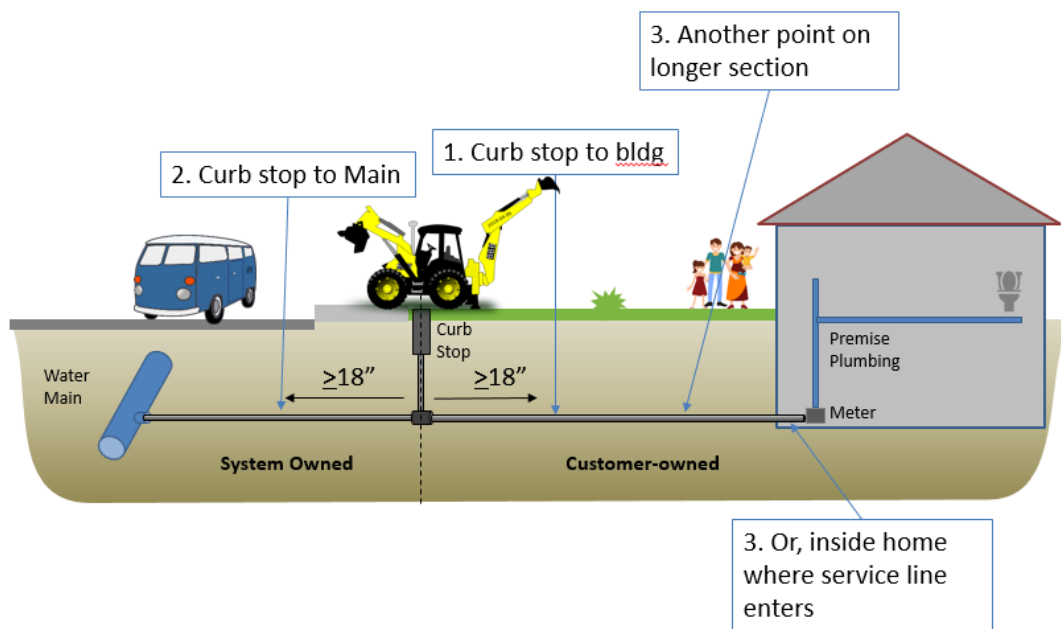 3. Another point on
longer section
1. Curb stop to bldg
2. Curb stop to Main
Curb
Stop
Premise
Plumbing
Water
Main
≥18”
≥18”
Meter
System Owned
Customer-owned
3. Or, inside home
where service line
enters